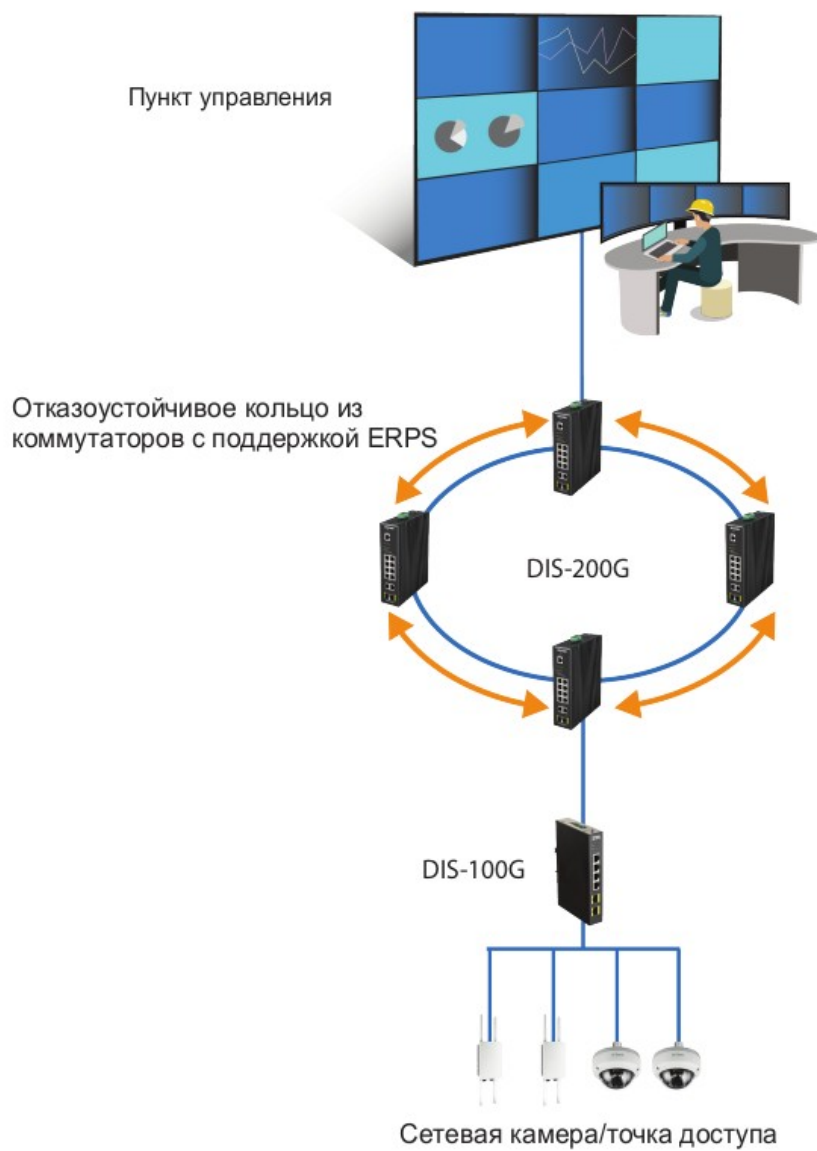 Пункт управления
Отказоустойчивое кольцо из
коммутаторов с поддержкой ERPS
DIS-200G
DIS-100G
Сетевая камера/точка доступа